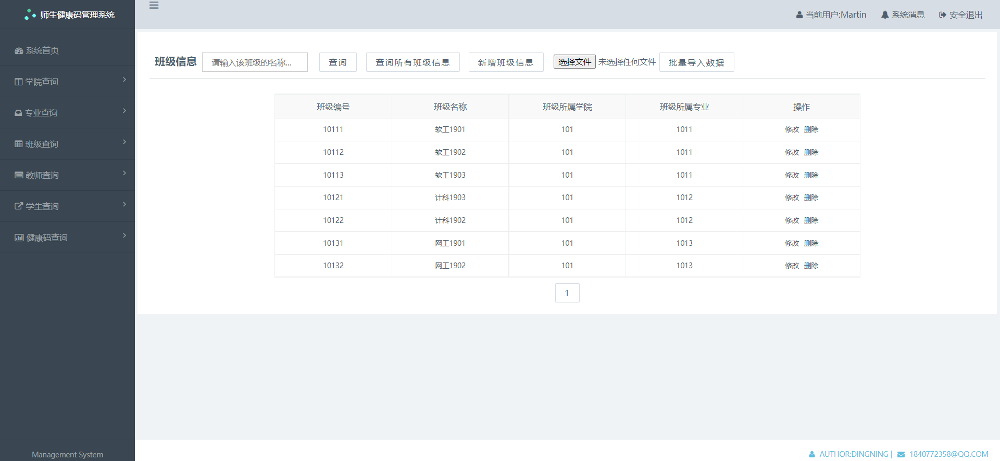 师生健康码管理系统
当前用户:Martin 系统消息 安全退出
系统首页
学院查询
专业查询
班级查询
教师查询
学生查询
健康码查询
Management System
班级信息 请输入该班级的名称... 查询 查询所有班级信息 新增班级信息 选择文件 未选择任何文件 批量导入数据
班级编号 班级名称 班级所属学院 班级所属专业 操作
10111 软工1901 101 1011 修改 删除
10112 软工1902 101 1011 修改 删除
10113 软工1903 101 1011 修改 删除
10121 计科1903 101 1012 修改 删除
10122 计科1902 101 1012 修改 删除
10131 网工1901 101 1013 修改 删除
10132 网工1902 101 1013 修改 删除
1
AUTHOR:DINGNING | 1840772358@QQ.COM